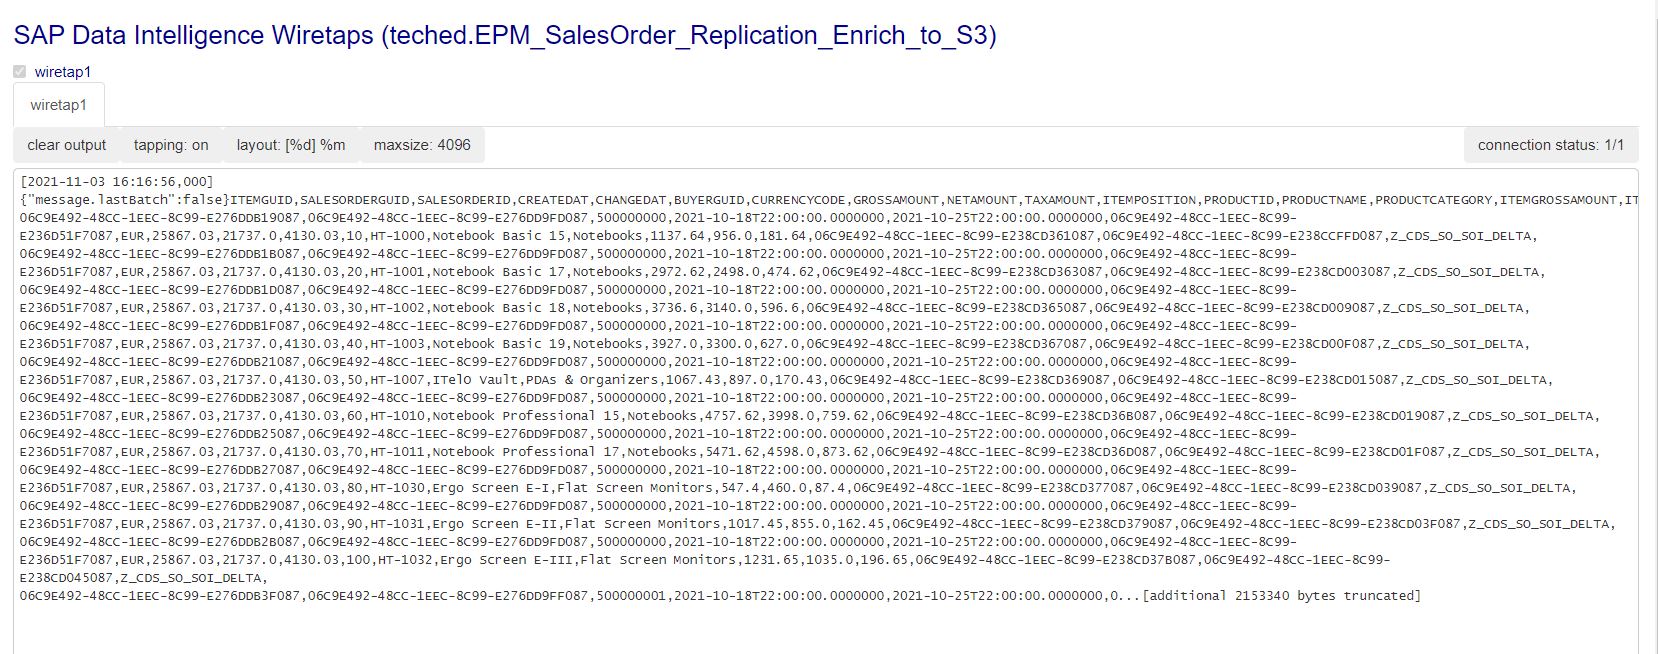 SAP Data Intelligence Wiretaps (teched.EPM_SalesOrder_Replication_Enrich_to_S3)
wiretap1
wiretap1
clear output tapping: on layout: [%d] %m maxsize: 4096 connection status: 1/1
[2021-11-03 16:16:56,000]
{"message.lastBatch":false}ITEMGUID,SALESORDERGUID,SALESORDERID,CREATEDAT,CHANGEDAT,BUYERGUID,CURRENCYCODE,GROSSAMOUNT,NETAMOUNT,TAXAMOUNT,ITEMPOSITION,PRODUCTID,PRODUCTNAME,PRODUCTCATEGORY,ITEMGROSSAMOUNT,IT
06C9E492-48CC-1EEC-8C99-E276DDB19087,06C9E492-48CC-1EEC-8C99-E276DD9FD087,500000000,2021-10-18T22:00:00.0000000,2021-10-25T22:00:00.0000000,06C9E492-48CC-1EEC-8C99-
E236D51F7087,EUR,25867.03,21737.0,4130.03,10,HT-1000,Notebook Basic 15,Notebooks,1137.64,956.0,181.64,06C9E492-48CC-1EEC-8C99-E238CD361087,06C9E492-48CC-1EEC-8C99-E238CCFFD087,Z_CDS_SO_SOI_DELTA,
06C9E492-48CC-1EEC-8C99-E276DDB1B087,06C9E492-48CC-1EEC-8C99-E276DD9FD087,500000000,2021-10-18T22:00:00.0000000,2021-10-25T22:00:00.0000000,06C9E492-48CC-1EEC-8C99-
E236D51F7087,EUR,25867.03,21737.0,4130.03,20,HT-1001,Notebook Basic 17,Notebooks,2972.62,2498.0,474.62,06C9E492-48CC-1EEC-8C99-E238CD363087,06C9E492-48CC-1EEC-8C99-E238CD003087,Z_CDS_SO_SOI_DELTA,
06C9E492-48CC-1EEC-8C99-E276DDB1D087,06C9E492-48CC-1EEC-8C99-E276DD9FD087,500000000,2021-10-18T22:00:00.0000000,2021-10-25T22:00:00.0000000,06C9E492-48CC-1EEC-8C99-
E236D51F7087,EUR,25867.03,21737.0,4130.03,30,HT-1002,Notebook Basic 18,Notebooks,3736.6,3140.0,596.6,06C9E492-48CC-1EEC-8C99-E238CD365087,06C9E492-48CC-1EEC-8C99-E238CD009087,Z_CDS_SO_SOI_DELTA,
06C9E492-48CC-1EEC-8C99-E276DDB1F087,06C9E492-48CC-1EEC-8C99-E276DD9FD087,500000000,2021-10-18T22:00:00.0000000,2021-10-25T22:00:00.0000000,06C9E492-48CC-1EEC-8C99-
E236D51F7087,EUR,25867.03,21737.0,4130.03,40,HT-1003,Notebook Basic 19,Notebooks,3927.0,3300.0,627.0,06C9E492-48CC-1EEC-8C99-E238CD367087,06C9E492-48CC-1EEC-8C99-E238CD00F087,Z_CDS_SO_SOI_DELTA,
06C9E492-48CC-1EEC-8C99-E276DDB21087,06C9E492-48CC-1EEC-8C99-E276DD9FD087,500000000,2021-10-18T22:00:00.0000000,2021-10-25T22:00:00.0000000,06C9E492-48CC-1EEC-8C99-
E236D51F7087,EUR,25867.03,21737.0,4130.03,50,HT-1007,ITelO Vault,PDAs & Organizers,1067.43,897.0,170.43,06C9E492-48CC-1EEC-8C99-E238CD369087,06C9E492-48CC-1EEC-8C99-E238CD015087,Z_CDS_SO_SOI_DELTA,
06C9E492-48CC-1EEC-8C99-E276DDB23087,06C9E492-48CC-1EEC-8C99-E276DD9FD087,500000000,2021-10-18T22:00:00.0000000,2021-10-25T22:00:00.0000000,06C9E492-48CC-1EEC-8C99-
E236D51F7087,EUR,25867.03,21737.0,4130.03,60,HT-1010,Notebook Professional 15,Notebooks,4757.62,3998.0,759.62,06C9E492-48CC-1EEC-8C99-E238CD36B087,06C9E492-48CC-1EEC-8C99-E238CD019087,Z_CDS_SO_SOI_DELTA,
06C9E492-48CC-1EEC-8C99-E276DDB25087,06C9E492-48CC-1EEC-8C99-E276DD9FD087,500000000,2021-10-18T22:00:00.0000000,2021-10-25T22:00:00.0000000,06C9E492-48CC-1EEC-8C99-
E236D51F7087,EUR,25867.03,21737.0,4130.03,70,HT-1011,Notebook Professional 17,Notebooks,5471.62,4598.0,873.62,06C9E492-48CC-1EEC-8C99-E238CD36D087,06C9E492-48CC-1EEC-8C99-E238CD01F087,Z_CDS_SO_SOI_DELTA,
06C9E492-48CC-1EEC-8C99-E276DDB27087,06C9E492-48CC-1EEC-8C99-E276DD9FD087,500000000,2021-10-18T22:00:00.0000000,2021-10-25T22:00:00.0000000,06C9E492-48CC-1EEC-8C99-
E236D51F7087,EUR,25867.03,21737.0,4130.03,80,HT-1030,Ergo Screen E-I,Flat Screen Monitors,547.4,460.0,87.4,06C9E492-48CC-1EEC-8C99-E238CD377087,06C9E492-48CC-1EEC-8C99-E238CD039087,Z_CDS_SO_SOI_DELTA,
06C9E492-48CC-1EEC-8C99-E276DDB29087,06C9E492-48CC-1EEC-8C99-E276DD9FD087,500000000,2021-10-18T22:00:00.0000000,2021-10-25T22:00:00.0000000,06C9E492-48CC-1EEC-8C99-
E236D51F7087,EUR,25867.03,21737.0,4130.03,90,HT-1031,Ergo Screen E-II,Flat Screen Monitors,1017.45,855.0,162.45,06C9E492-48CC-1EEC-8C99-E238CD379087,06C9E492-48CC-1EEC-8C99-E238CD03F087,Z_CDS_SO_SOI_DELTA,
06C9E492-48CC-1EEC-8C99-E276DDB2B087,06C9E492-48CC-1EEC-8C99-E276DD9FD087,500000000,2021-10-18T22:00:00.0000000,2021-10-25T22:00:00.0000000,06C9E492-48CC-1EEC-8C99-
E236D51F7087,EUR,25867.03,21737.0,4130.03,100,HT-1032,Ergo Screen E-III,Flat Screen Monitors,1231.65,1035.0,196.65,06C9E492-48CC-1EEC-8C99-E238CD37B087,06C9E492-48CC-1EEC-8C99-
E238CD045087,Z_CDS_SO_SOI_DELTA,
06C9E492-48CC-1EEC-8C99-E276DDB3F087,06C9E492-48CC-1EEC-8C99-E276DD9FF087,500000001,2021-10-18T22:00:00.0000000,2021-10-25T22:00:00.0000000,0...[additional 2153340 bytes truncated]